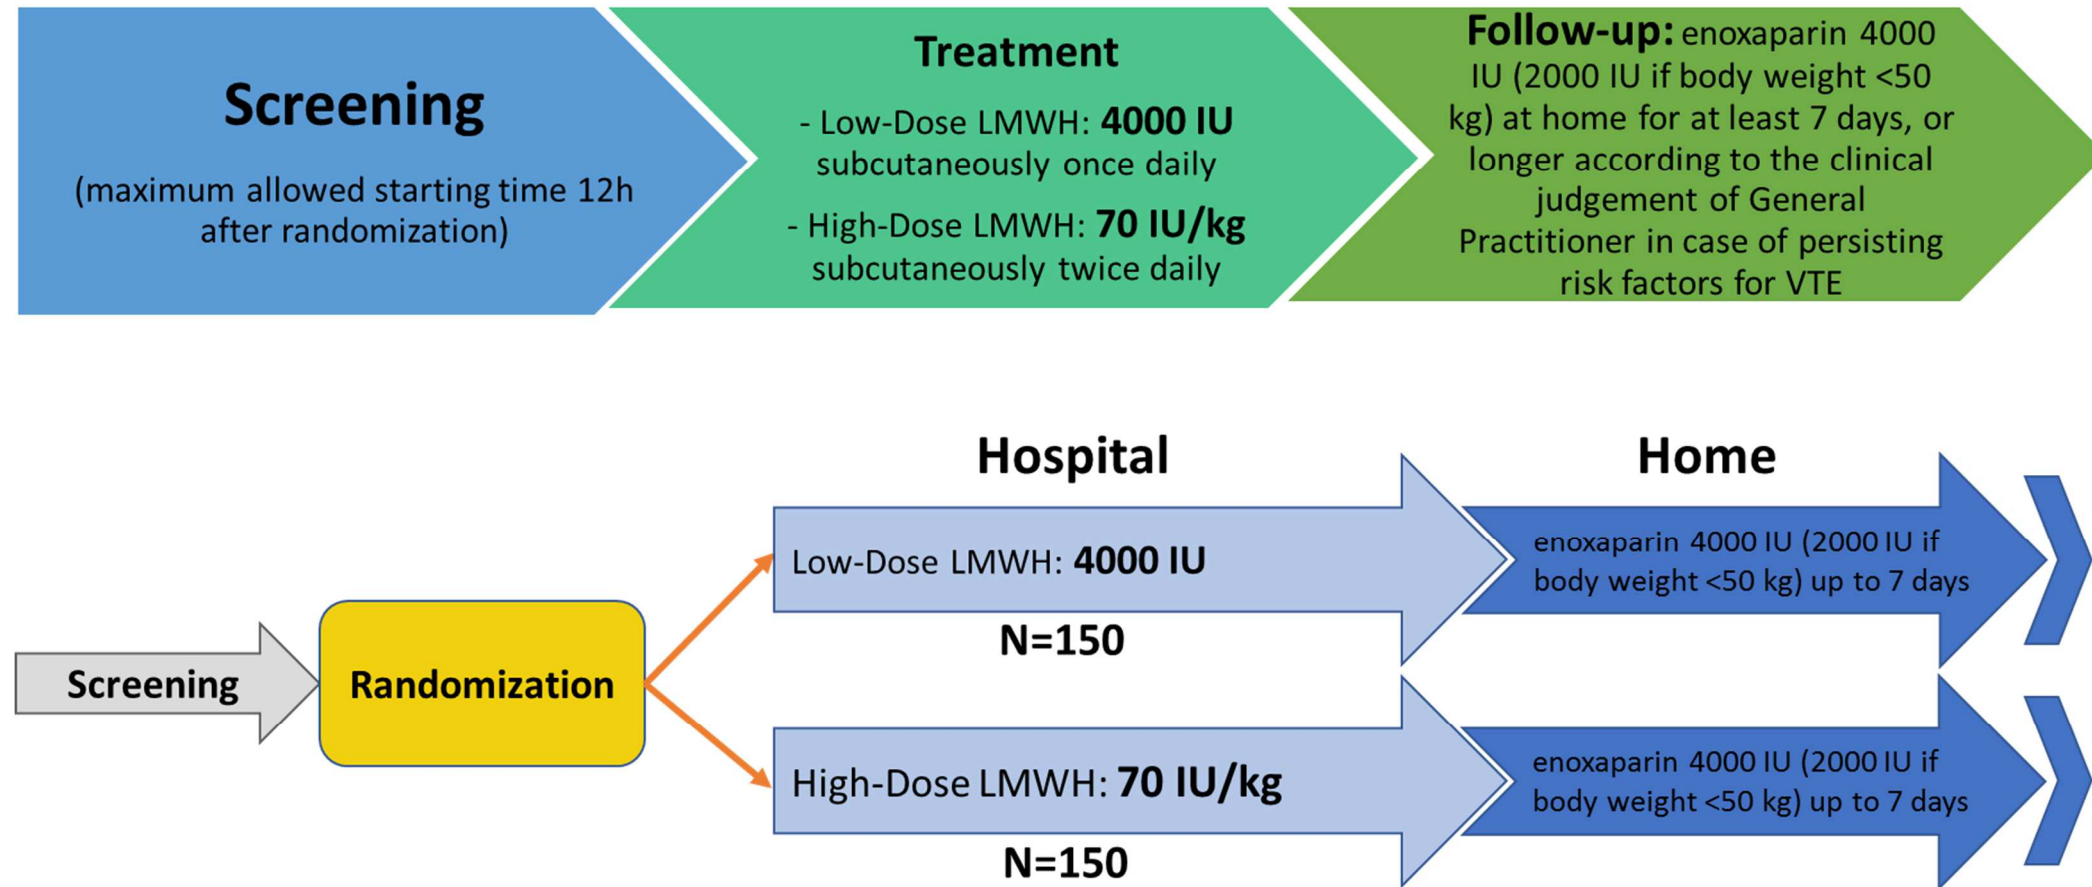 Screening
(maximum allowed starting time 12h
after randomization)
Treatment
- Low-Dose LMWH: 4000 IU
subcutaneously once daily
- High-Dose LMWH: 70 IU/kg
subcutaneously twice daily
Follow-up: enoxaparin 4000
IU (2000 IU if body weight <50
kg) at home for at least 7 days, or
longer according to the clinical
judgement of General
Practitioner in case of persisting
risk factors for VTE
Hospital
Home
Screening
Randomization
Low-Dose LMWH: 4000 IU
N=150
enoxaparin 4000 IU (2000 IU if
body weight <50 kg) up to 7 days
High-Dose LMWH: 70 IU/kg
N=150
enoxaparin 4000 IU (2000 IU if
body weight <50 kg) up to 7 days